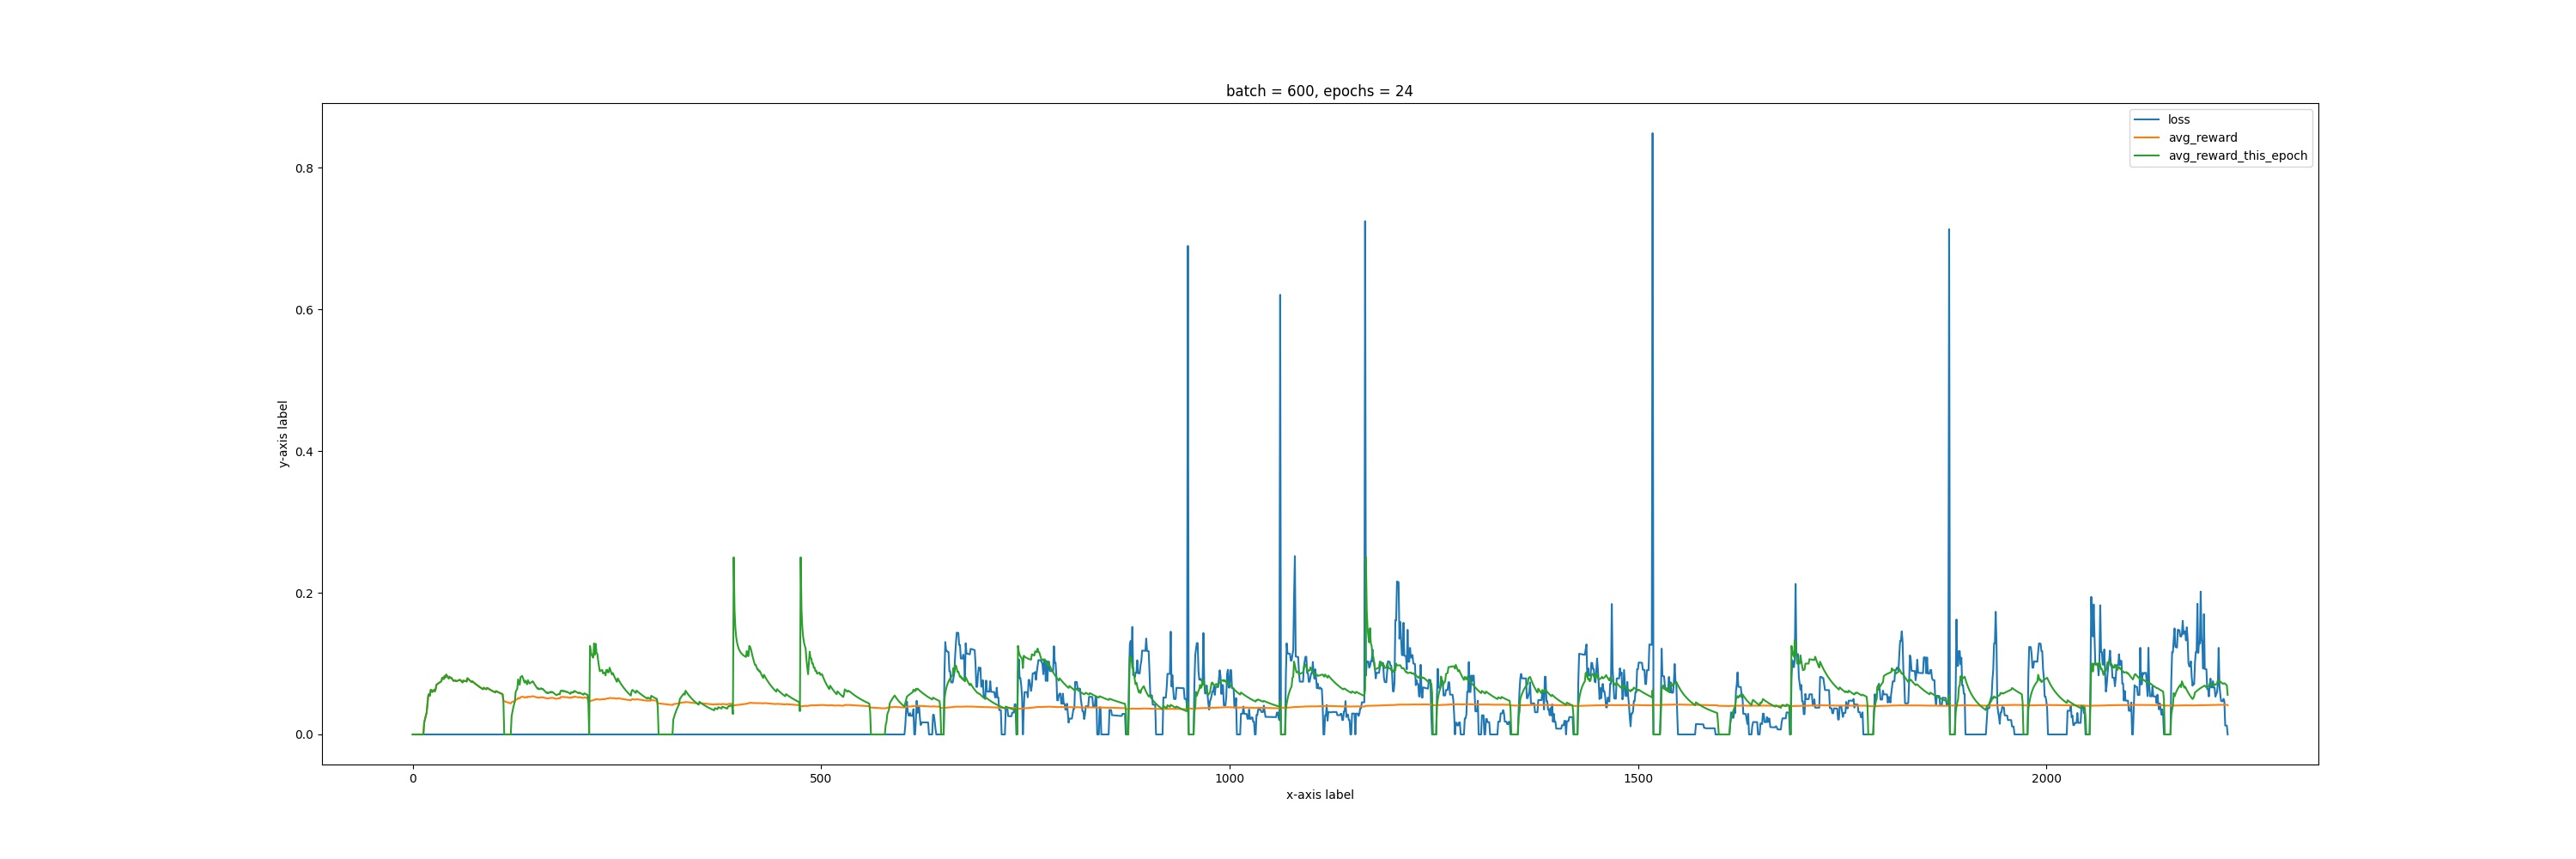 batch = 600, epochs = 24
loss
avg_reward
avg_reward_this_epoch
0.8
0.6
0.4
0.2
0.0
y-axis label
0 500 1000 1500 2000
x-axis label